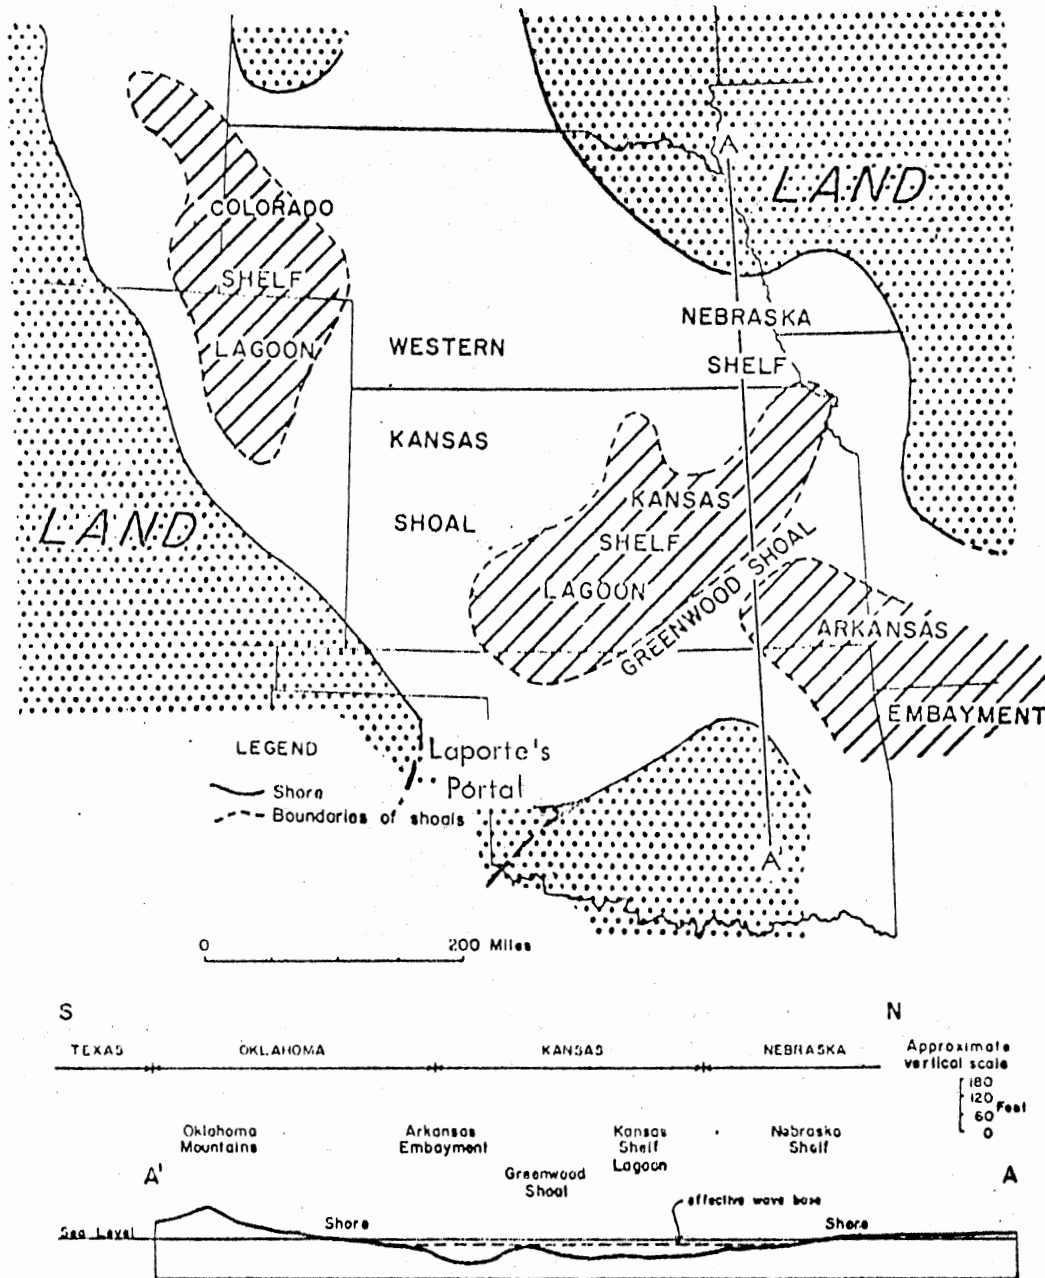 A
LAND
COLORADO
SHELF
LAGOON
NEBRASKA
SHELF
WESTERN
KANSAS
SHOAL
KANSAS
SHELF
LAGOON
LAND
GREENWOOD SHOAL
ARKANSAS
EMBAYMENT
LEGEND
Shore
Boundaries of shoals
Laporte's
Portal
A'
0 200 Miles
S N
TEXAS OKLAHOMA KANSAS NEBRASKA
Approximate
vertical scale
180
120
60
0
Feet
Oklahoma
Mountains
Arkansas
Embayment
Greenwood
Shoal
Kansas
Shelf
Lagoon
Nebraska
Shelf
A' A
effective wave base
Sea Level
Shore
Shore